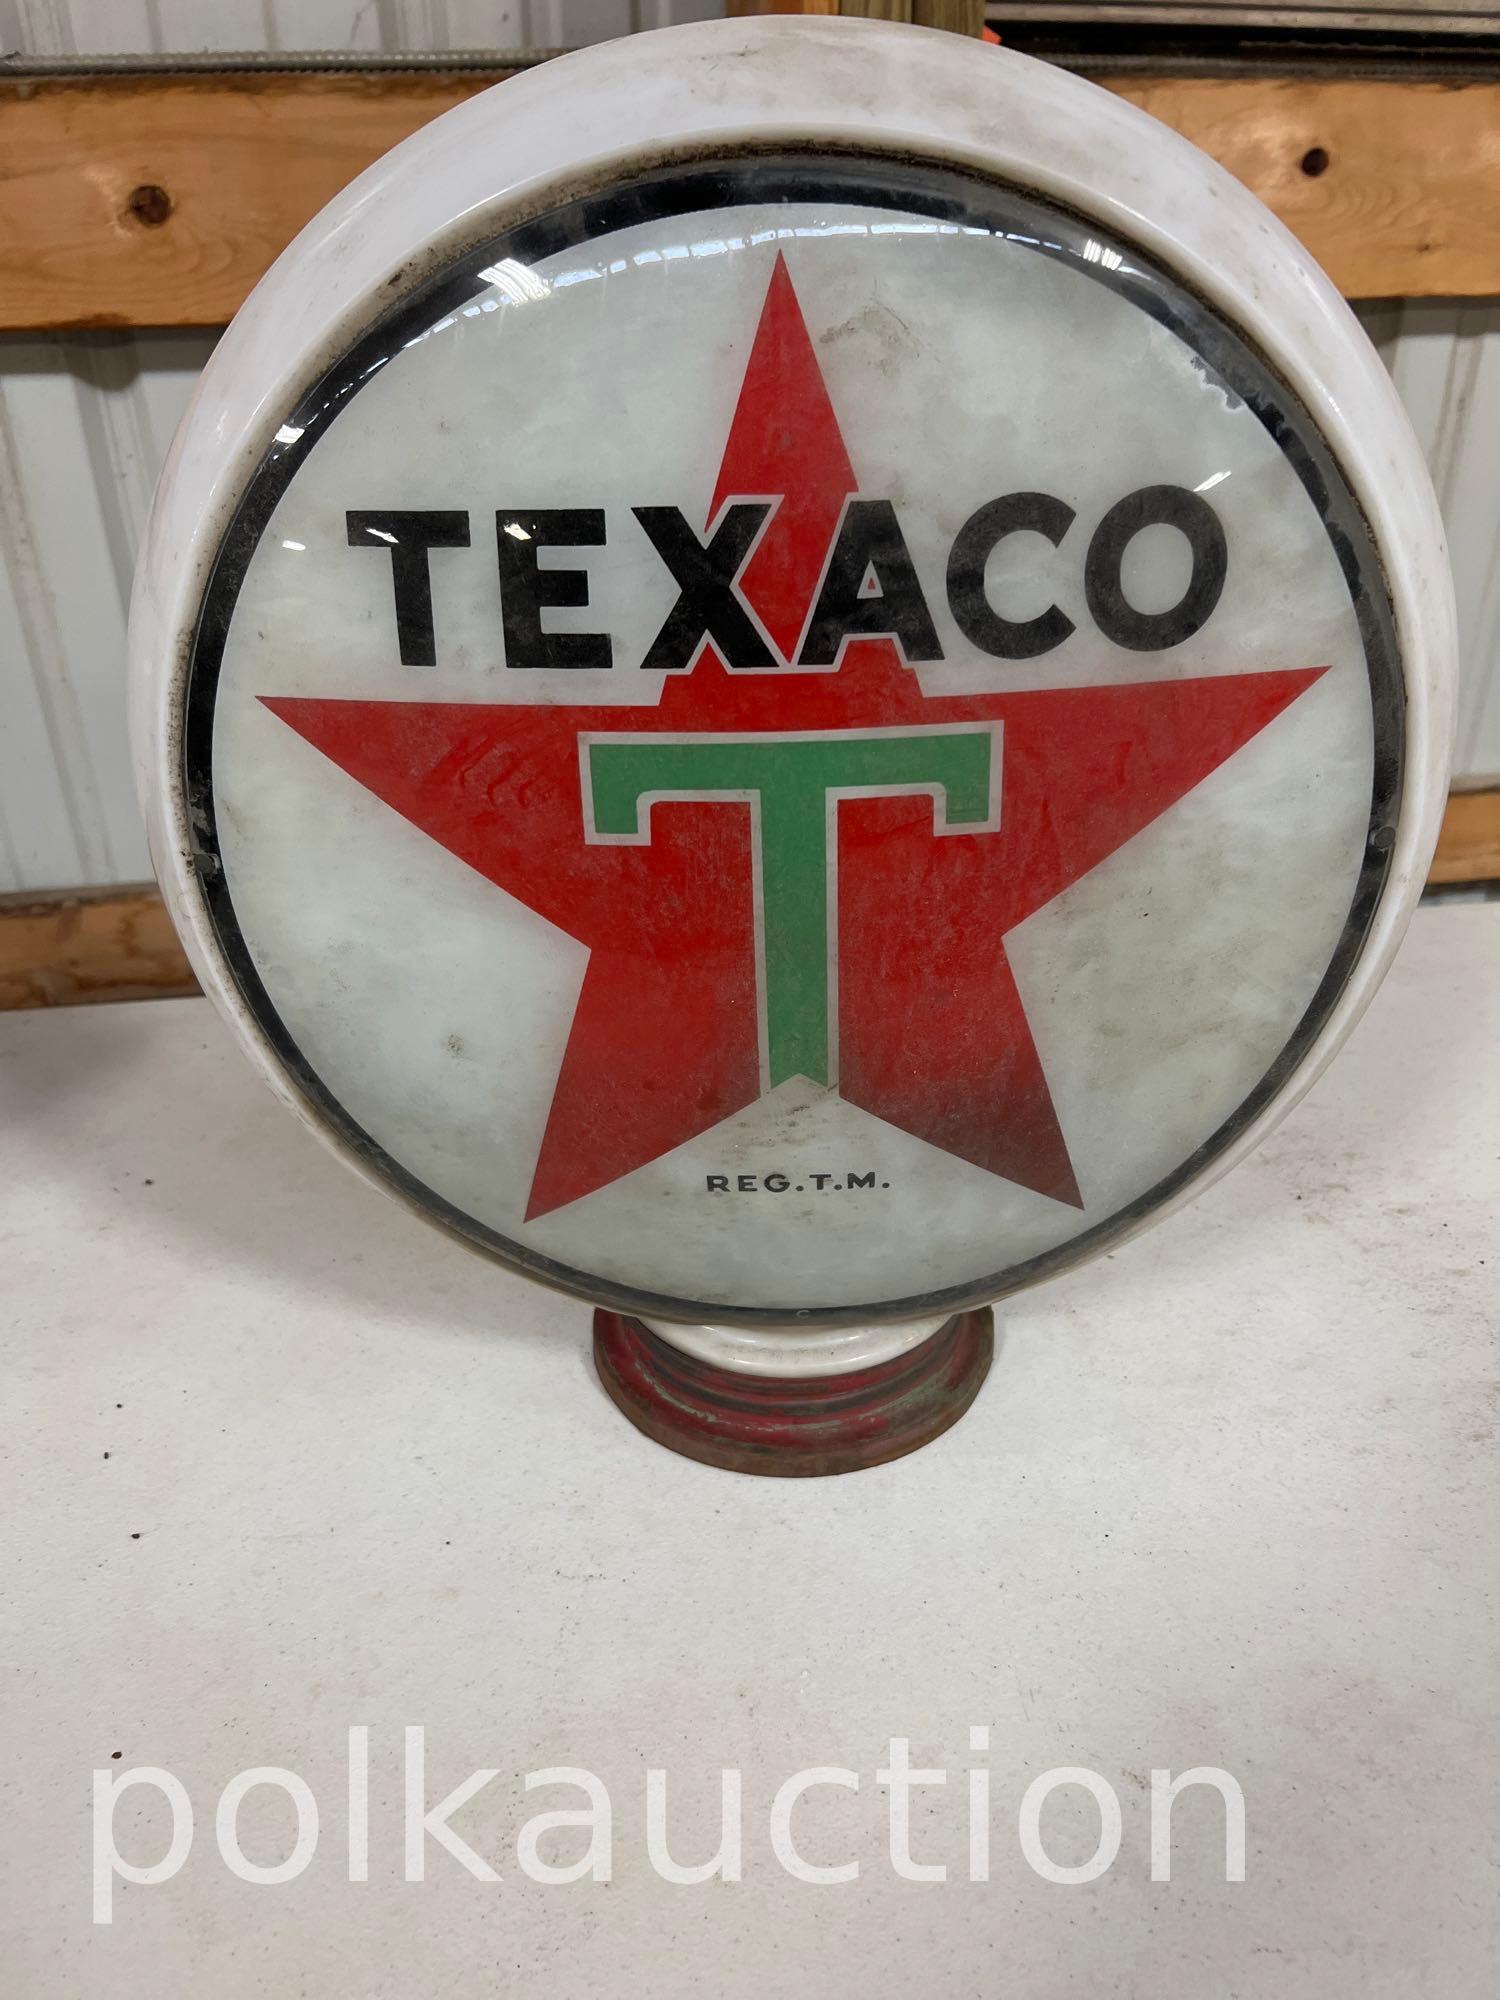 TEXACO
T
REG.T.M.
polkauction